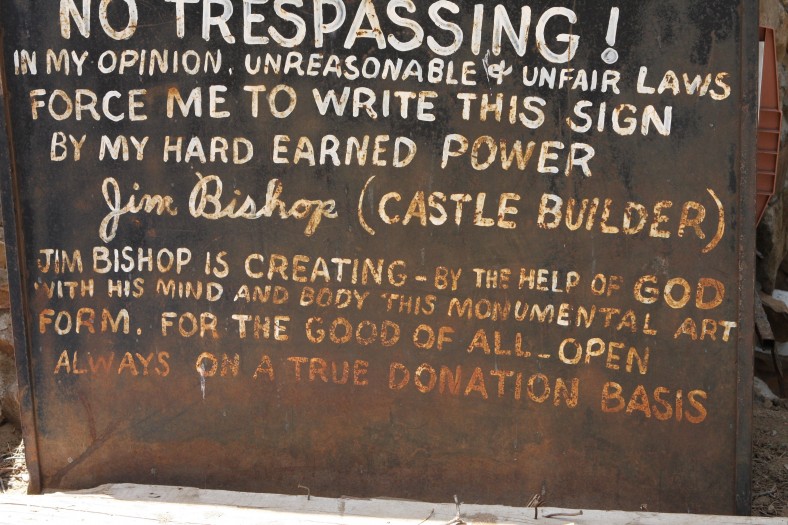 NO TRESPASSING!
IN MY OPINION, UNREASONABLE & UNFAIR LAWS
FORCE ME TO WRITE THIS SIGN
BY MY HARD EARNED POWER
Jim Bishop (CASTLE BUILDER)
JIM BISHOP IS CREATING - BY THE HELP OF GOD
WITH HIS MIND AND BODY THIS MONUMENTAL ART
FORM. FOR THE GOOD OF ALL - OPEN
ALWAYS ON A TRUE DONATION BASIS